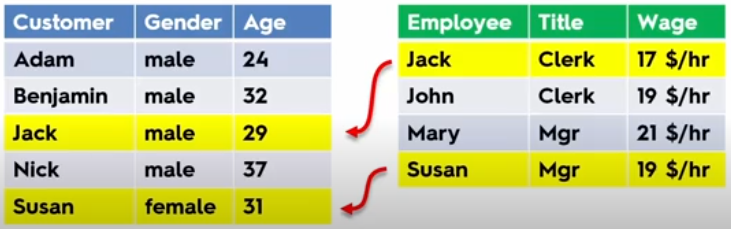 Customer Gender Age
Adam male 24
Benjamin male 32
Jack male 29
Nick male 37
Susan female 31
Employee Title Wage
Jack Clerk 17 $/hr
John Clerk 19 $/hr
Mary Mgr 21 $/hr
Susan Mgr 19 $/hr